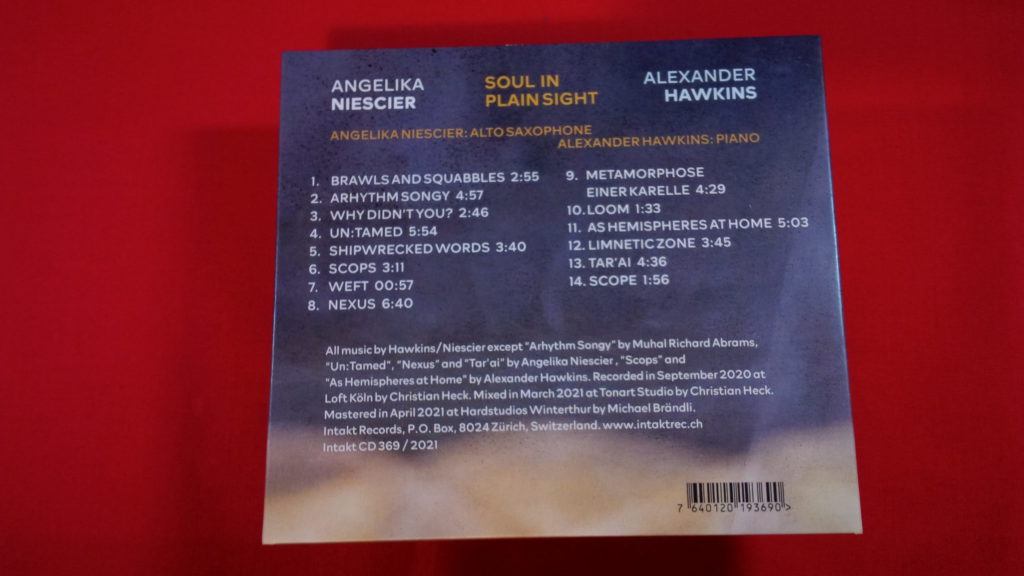 ANGELIKA
NIESCIER
SOUL IN
PLAIN SIGHT
ALEXANDER
HAWKINS
ANGELIKA NIESCIER: ALTO SAXOPHONE
ALEXANDER HAWKINS: PIANO
1. BRAWLS AND SQUABBLES 2:55
2. ARHYTHM SONGY 4:57
3. WHY DIDN'T YOU? 2:46
4. UN:TAMED 5:54
5. SHIPWRECKED WORDS 3:40
6. SCOPS 3:11
7. WEFT 00:57
8. NEXUS 6:40
9. METAMORPHOSE
EINER KARELLE 4:29
10. LOOM 1:33
11. AS HEMISPHERES AT HOME 5:03
12. LIMNETIC ZONE 3:45
13. TAR'AI 4:36
14. SCOPE 1:56
All music by Hawkins/Niescier except "Arhythm Songy" by Muhal Richard Abrams,
"Un:Tamed", "Nexus" and "Tar'ai" by Angelika Niescier , "Scops" and
"As Hemispheres at Home" by Alexander Hawkins. Recorded in September 2020 at
Loft Köln by Christian Heck. Mixed in March 2021 at Tonart Studio by Christian Heck.
Mastered in April 2021 at Hardstudios Winterthur by Michael Brändli.
Intakt Records, P.O. Box, 8024 Zürich, Switzerland. www.intaktrec.ch
Intakt CD 369 / 2021
7 640120 193690>